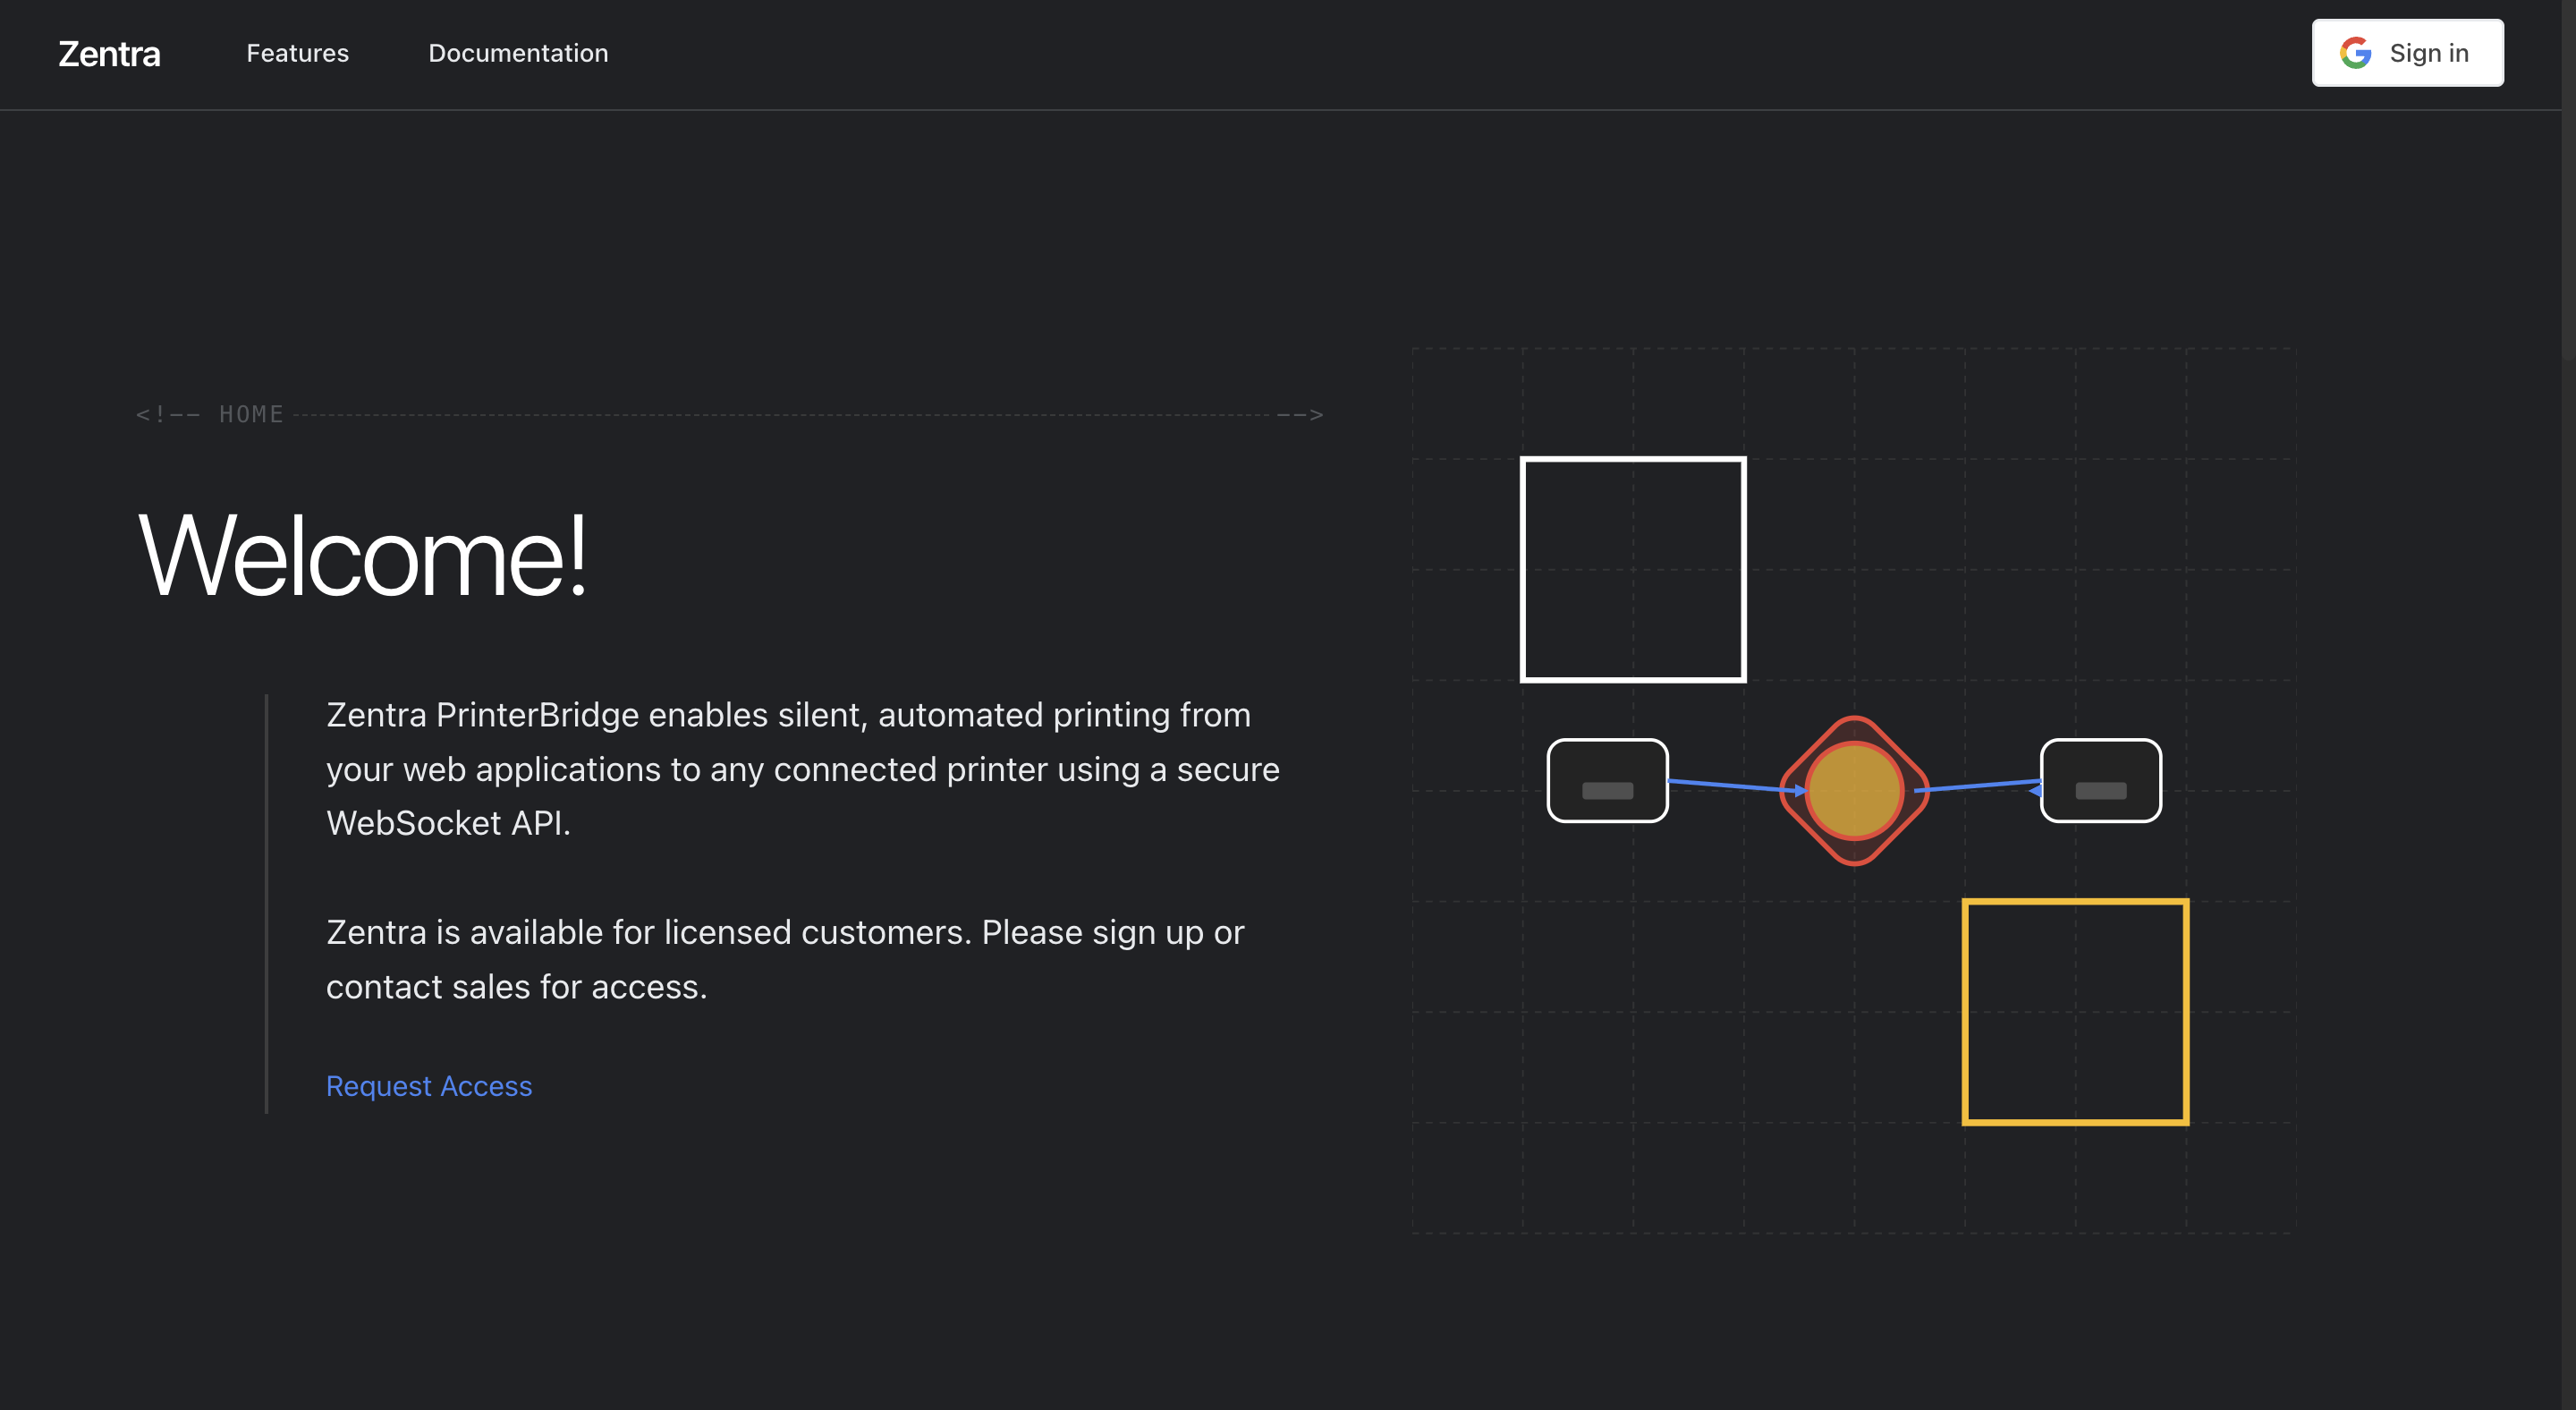 Zentra
Features
Documentation
Sign in
<!-- HOME -->
Welcome!
Zentra PrinterBridge enables silent, automated printing from
your web applications to any connected printer using a secure
WebSocket API.
Zentra is available for licensed customers. Please sign up or
contact sales for access.
Request Access